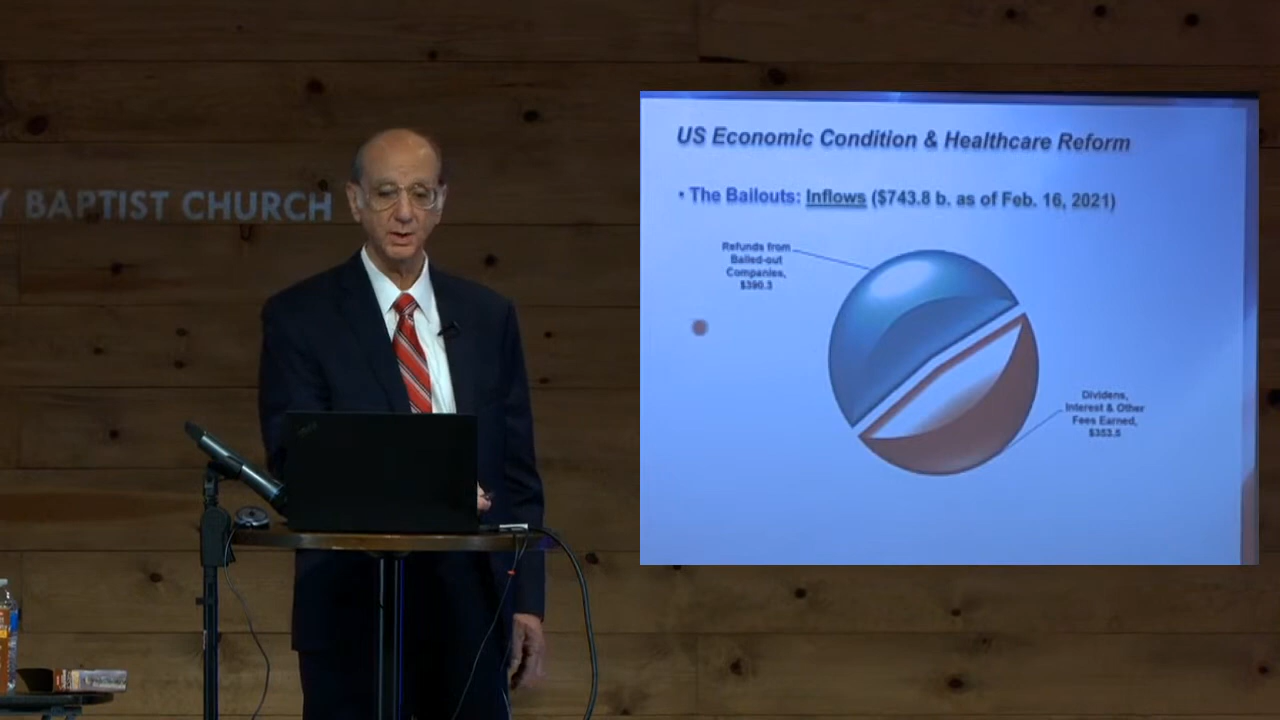 Y BAPTIST CHURCH
US Economic Condition & Healthcare Reform
• The Bailouts: Inflows ($743.8 b. as of Feb. 16, 2021)
Refunds from
Bailed-out
Companies,
$390.3
Dividens,
Interest & Other
Fees Earned,
$353.5